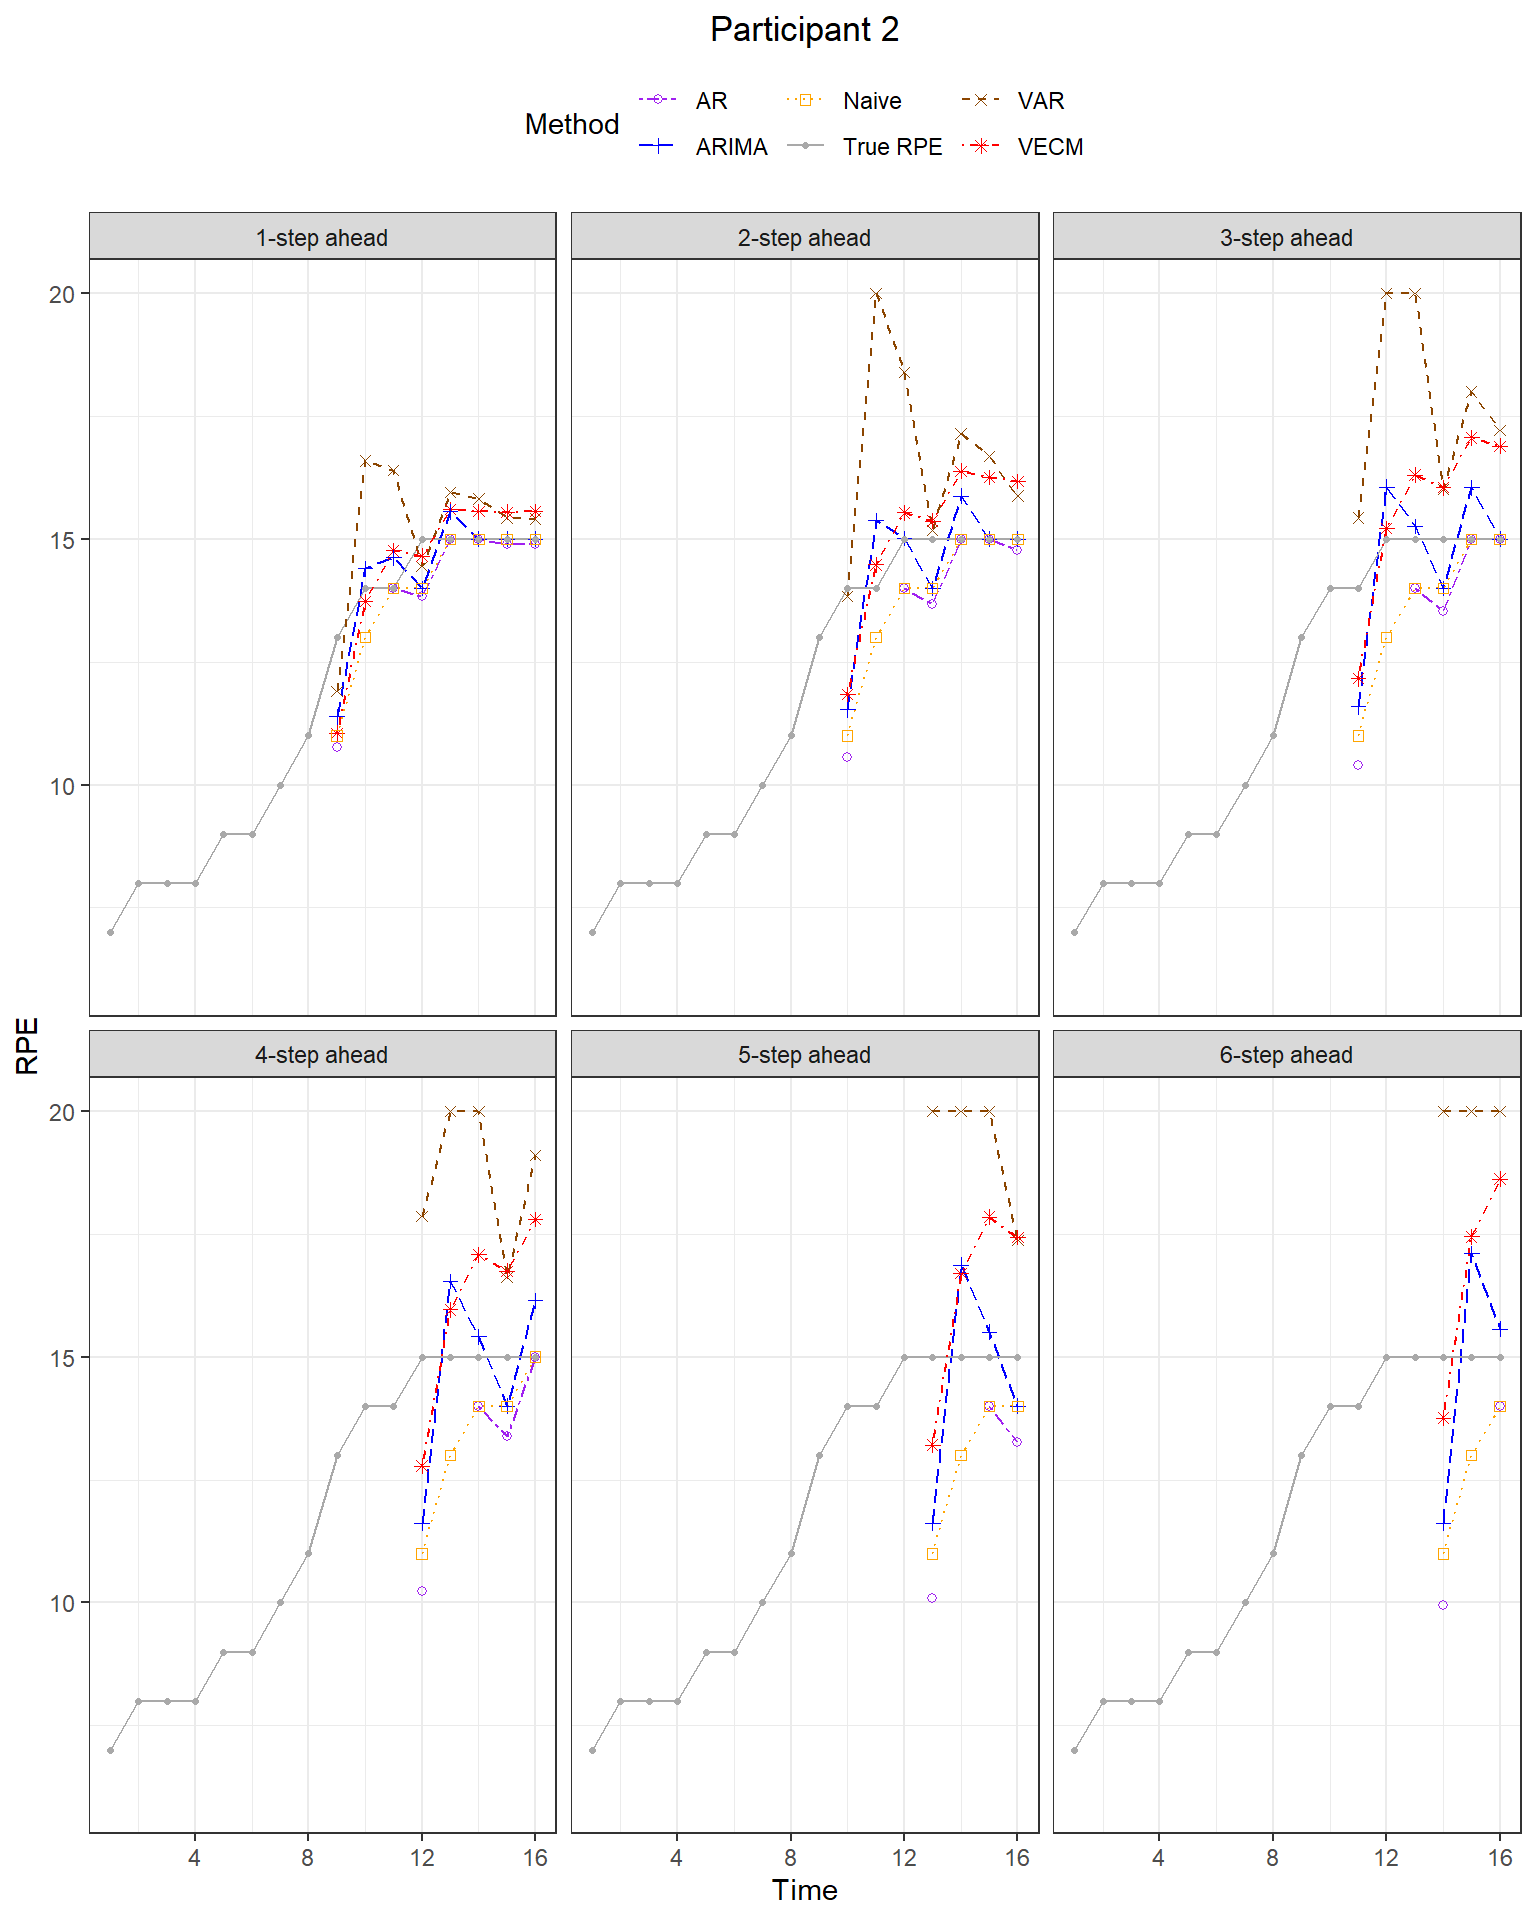 Participant 2
Method
AR
Naive
VAR
ARIMA
True RPE
VECM
1-step ahead
2-step ahead
3-step ahead
20
15
10
RPE
4-step ahead
5-step ahead
6-step ahead
20
15
10
4 8 12 16
4 8 12 16
4 8 12 16
Time